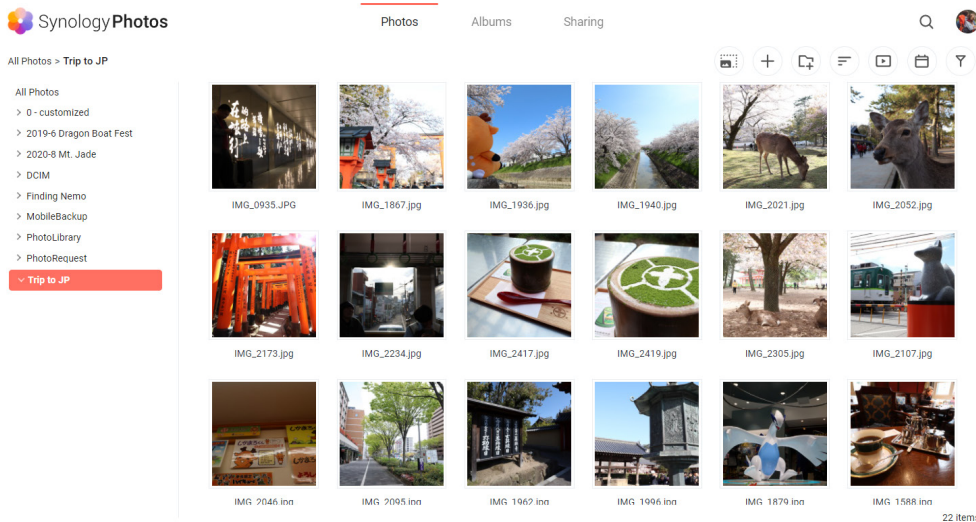 Synology Photos
Photos
Albums
Sharing
All Photos > Trip to JP
All Photos
0 - customized
2019-6 Dragon Boat Fest
2020-8 Mt. Jade
DCIM
Finding Nemo
MobileBackup
PhotoLibrary
PhotoRequest
Trip to JP
IMG_0935.JPG
IMG_1867.jpg
IMG_1936.jpg
IMG_1940.jpg
IMG_2021.jpg
IMG_2052.jpg
IMG_2173.jpg
IMG_2234.jpg
IMG_2417.jpg
IMG_2419.jpg
IMG_2305.jpg
IMG_2107.jpg
IMG_2046.jpg
IMG_2095.jpg
IMG_1962.jpg
IMG_1996.jpg
IMG_1879.jpg
IMG_1588.jpg
22 items